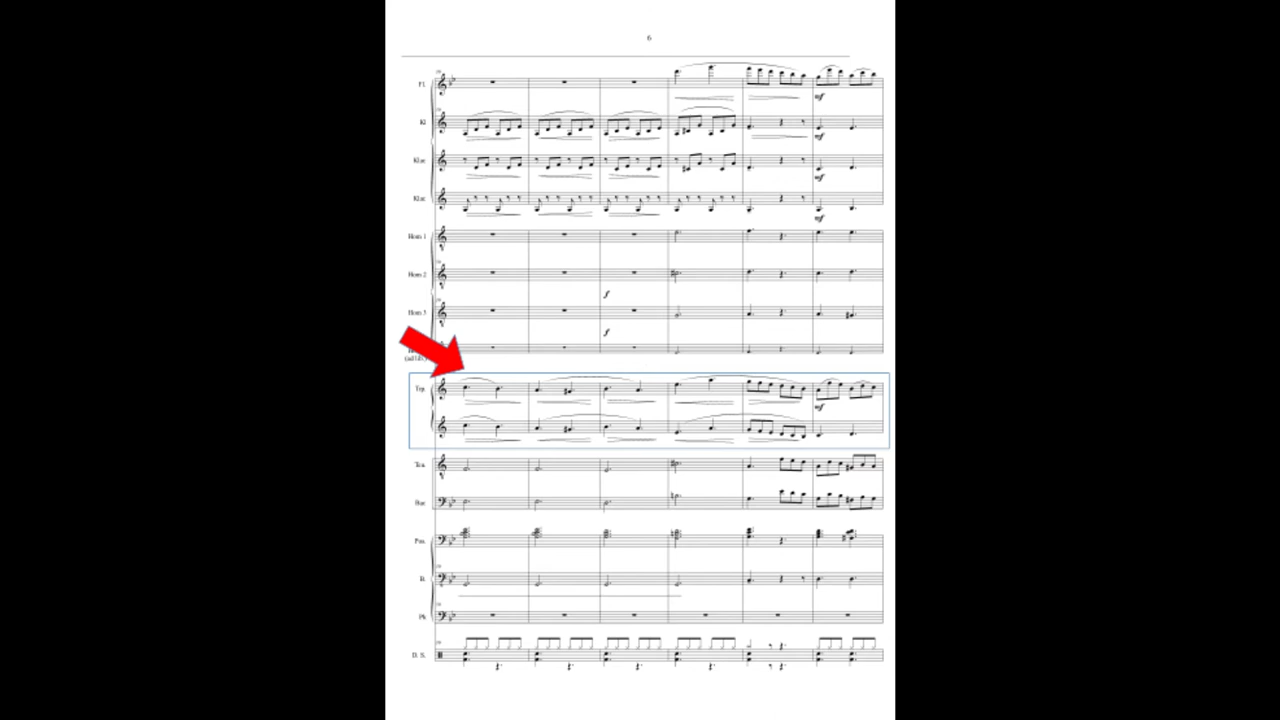 6
Fl.
Kl
mf
mf
Klar
mf
Klar
mf
Horn 1
Horn 2
f
Horn 3
f
Trp.
mf
Ten.
Bar.
Pos.
B.
Pk
D. S.